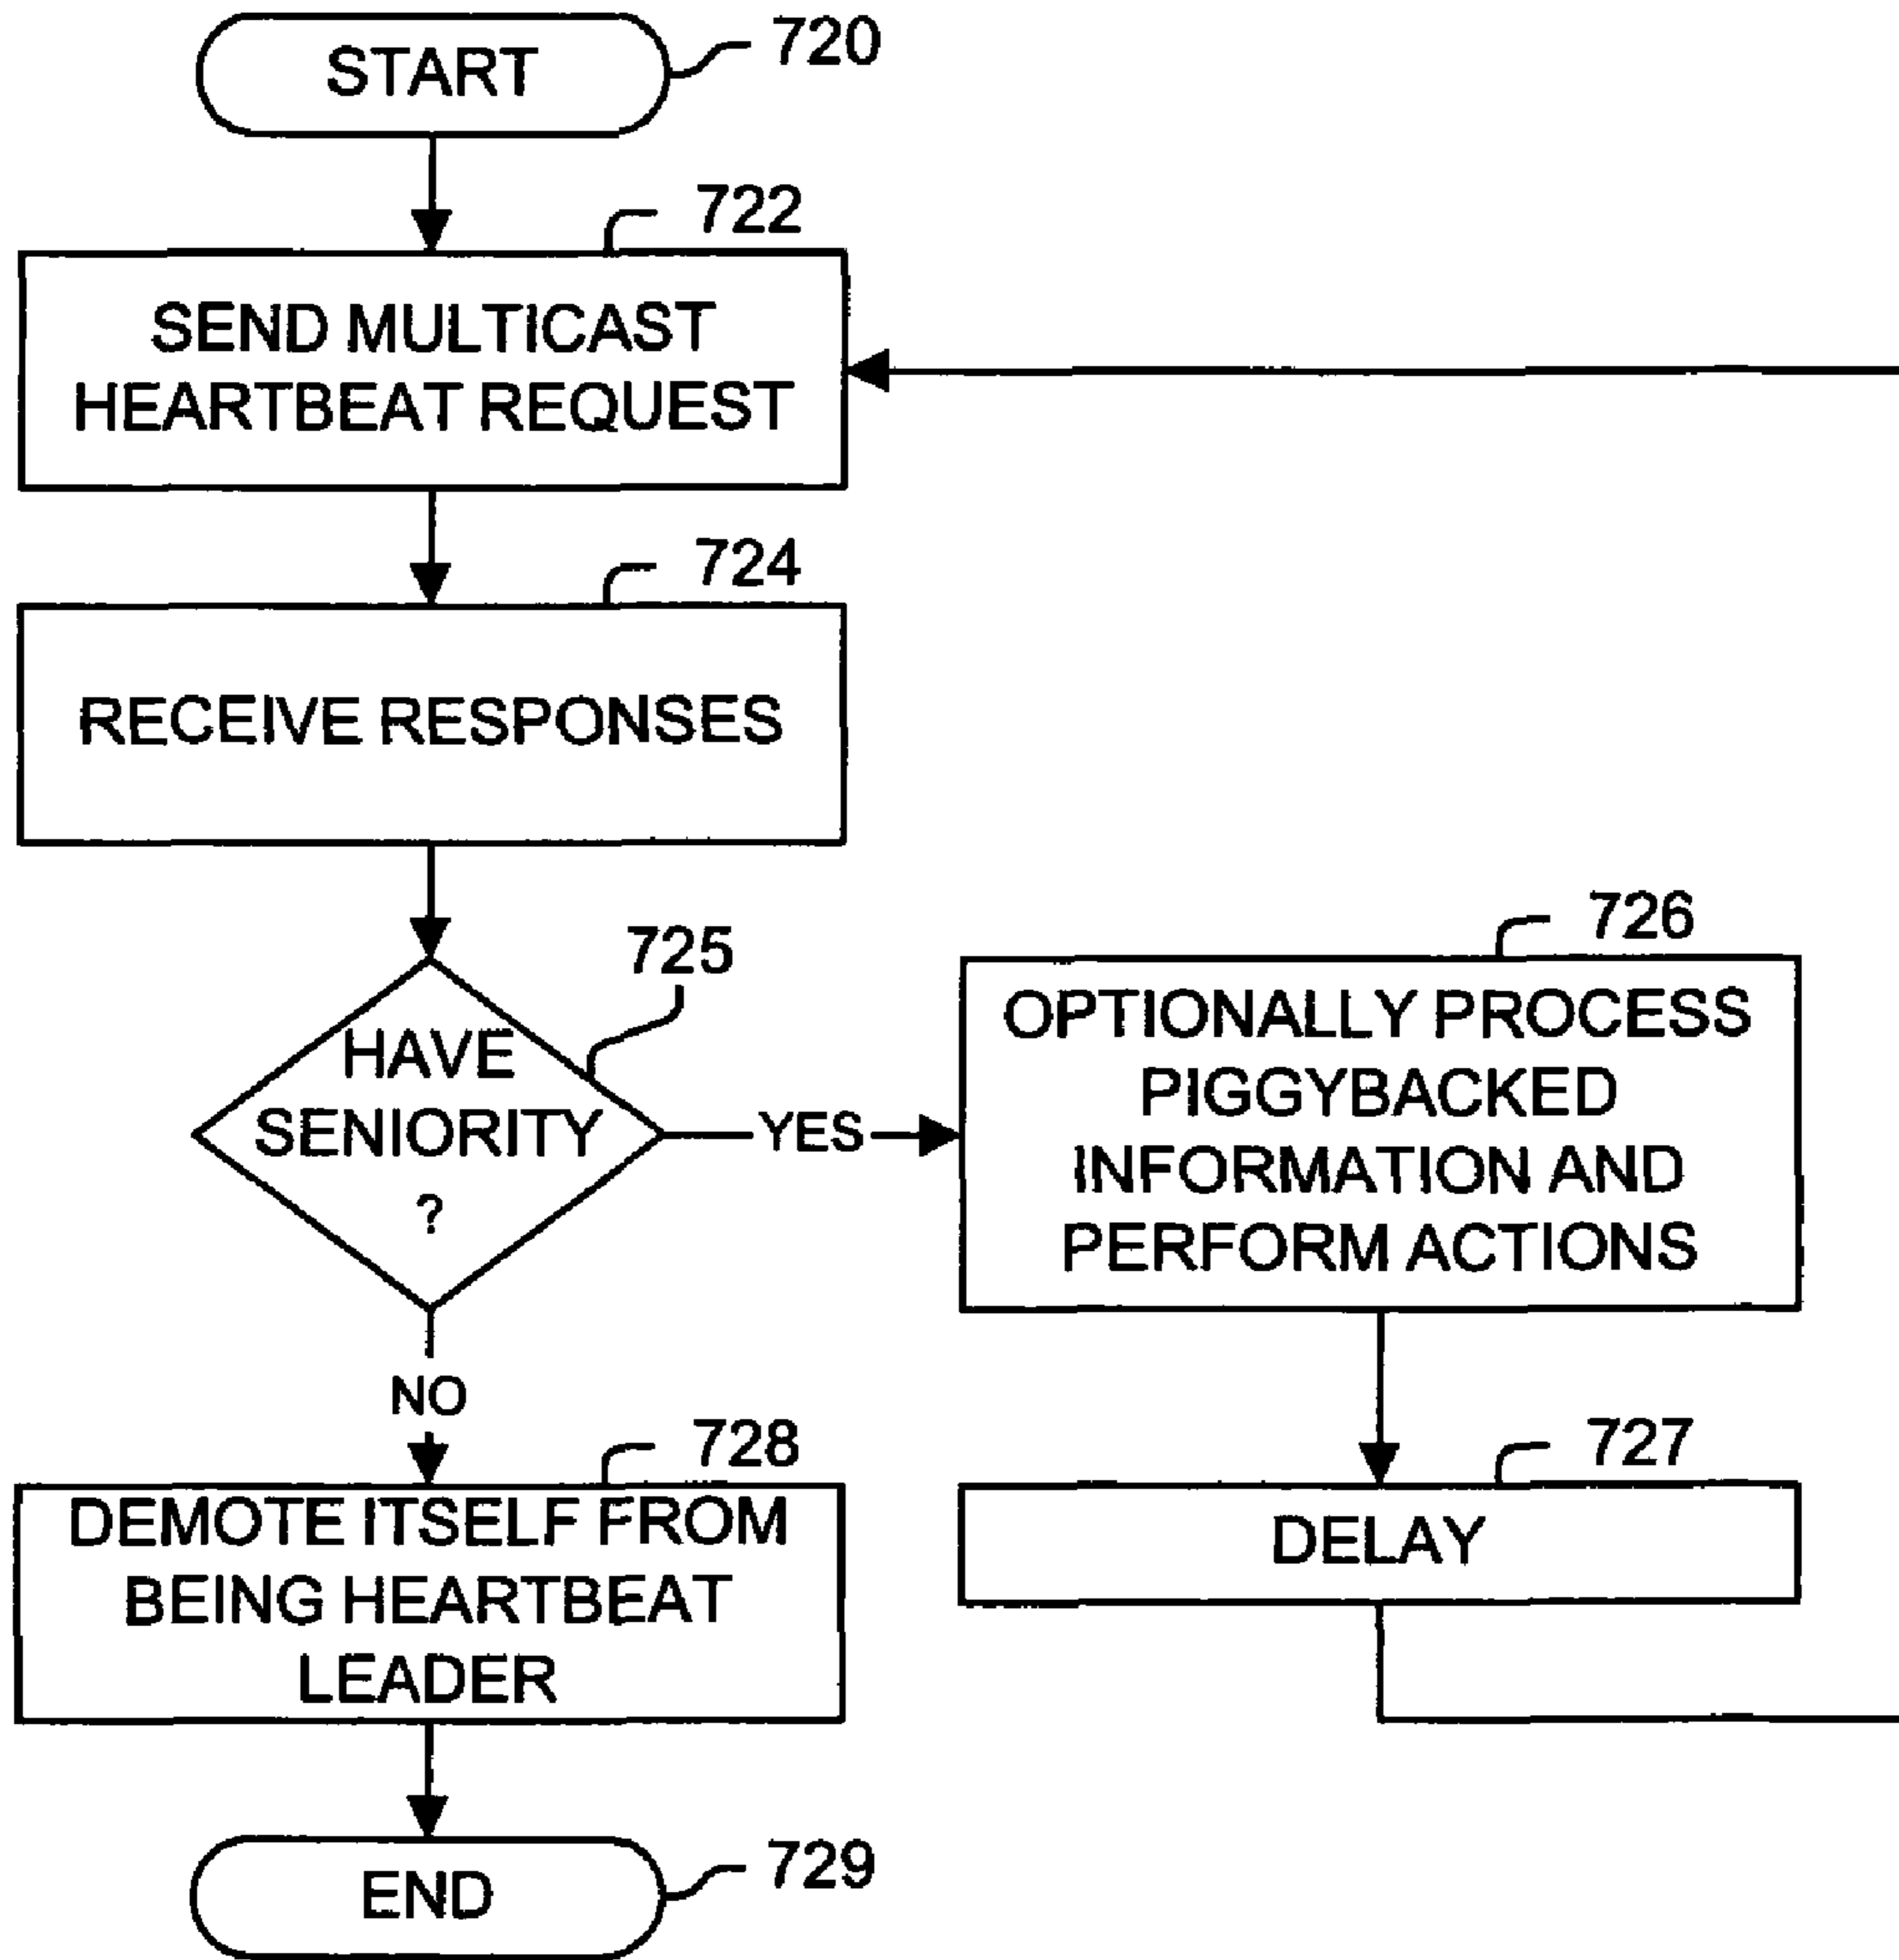 START
720
722
SEND MULTICAST
HEARTBEAT REQUEST
724
RECEIVE RESPONSES
725
HAVE
SENIORITY
?
YES
726
OPTIONALLY PROCESS
PIGGYBACKED
INFORMATION AND
PERFORM ACTIONS
NO
728
DEMOTE ITSELF FROM
BEING HEARTBEAT
LEADER
727
DELAY
END
729